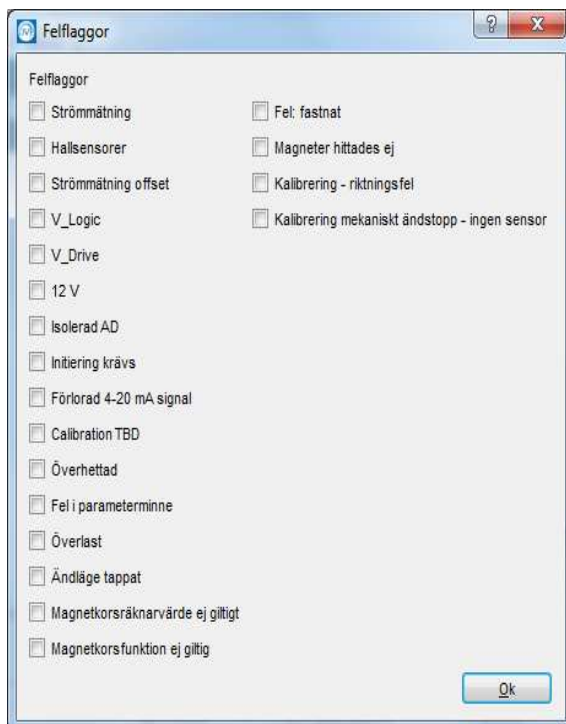 Felflaggor
Felflaggor
Strömmätning
Hallsensorer
Strömmätning offset
V_Logic
V_Drive
12 V
Isolerad AD
Initiering krävs
Förlorad 4-20 mA signal
Calibration TBD
Överhettad
Fel i parameterminne
Överlast
Ändläge tappat
Magnetkorsräknarvärde ej giltigt
Magnetkorsfunktion ej giltig
Fel: fastnat
Magneter hittades ej
Kalibrering - riktningsfel
Kalibrering mekaniskt ändstopp - ingen sensor
Ok